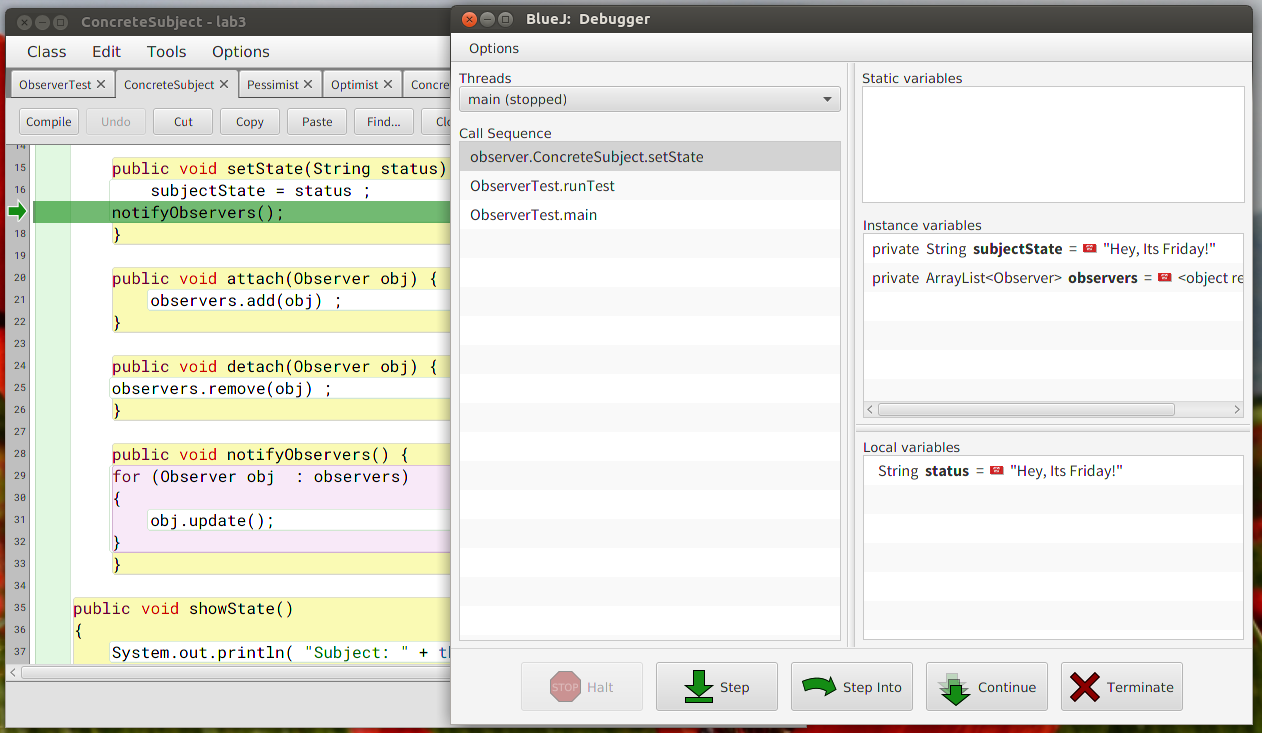 ConcreteSubject - lab3
Class Edit Tools Options
ObserverTest ConcreteSubject Pessimist Optimist Concre
Compile Undo Cut Copy Paste Find... Clo
14
15 public void setState(String status)
16 subjectState = status ;
notifyObservers();
18 }
19
20 public void attach(Observer obj) {
21 observers.add(obj) ;
22 }
23
24 public void detach(Observer obj) {
25 observers.remove(obj) ;
26 }
27
28 public void notifyObservers() {
29 for (Observer obj  : observers)
30 {
31 obj.update();
32 }
33 }
34
35 public void showState()
36 {
37 System.out.println( "Subject: " + th
BlueJ: Debugger
Options
Threads
main (stopped)
Call Sequence
observer.ConcreteSubject.setState
ObserverTest.runTest
ObserverTest.main
Static variables
Instance variables
private String subjectState = "Hey, Its Friday!"
private ArrayList<Observer> observers = <object re
Local variables
String status = "Hey, Its Friday!"
STOP Halt
Step
Step Into
Continue
Terminate